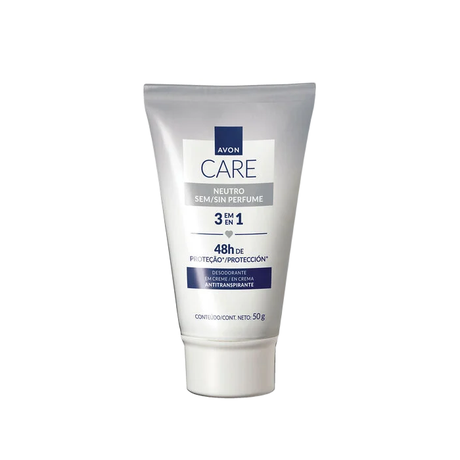 AVON
CARE
NEUTRO
SEM/SIN PERFUME
3 EM EN 1
48h DE
PROTEÇÃO*/PROTECCIÓN*
DESODORANTE
EM CREME / EN CREMA
ANTITRANSPIRANTE
CONTEÚDO/CONT. NETO: 50 g